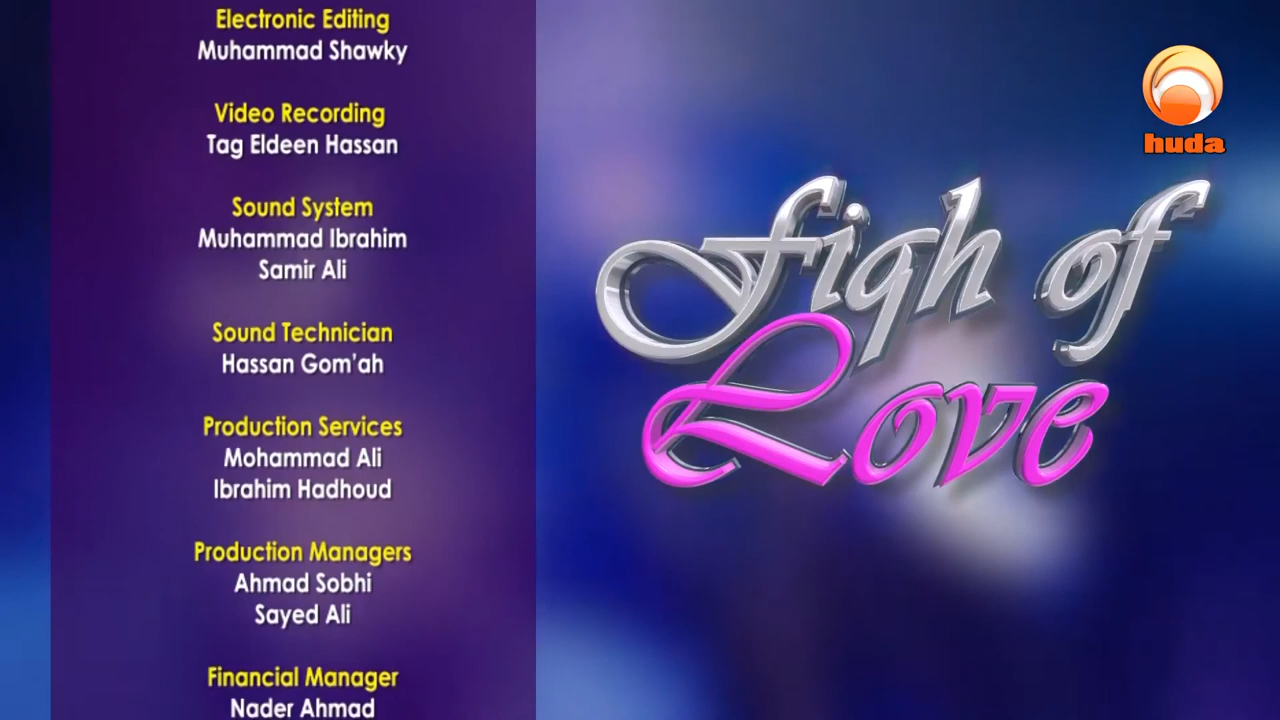 Electronic Editing
Muhammad Shawky
Video Recording
Tag Eldeen Hassan
Sound System
Muhammad Ibrahim
Samir Ali
Sound Technician
Hassan Gom'ah
Production Services
Mohammad Ali
Ibrahim Hadhoud
Production Managers
Ahmad Sobhi
Sayed Ali
Financial Manager
Nader Ahmad
huda
Fiqh of
Love